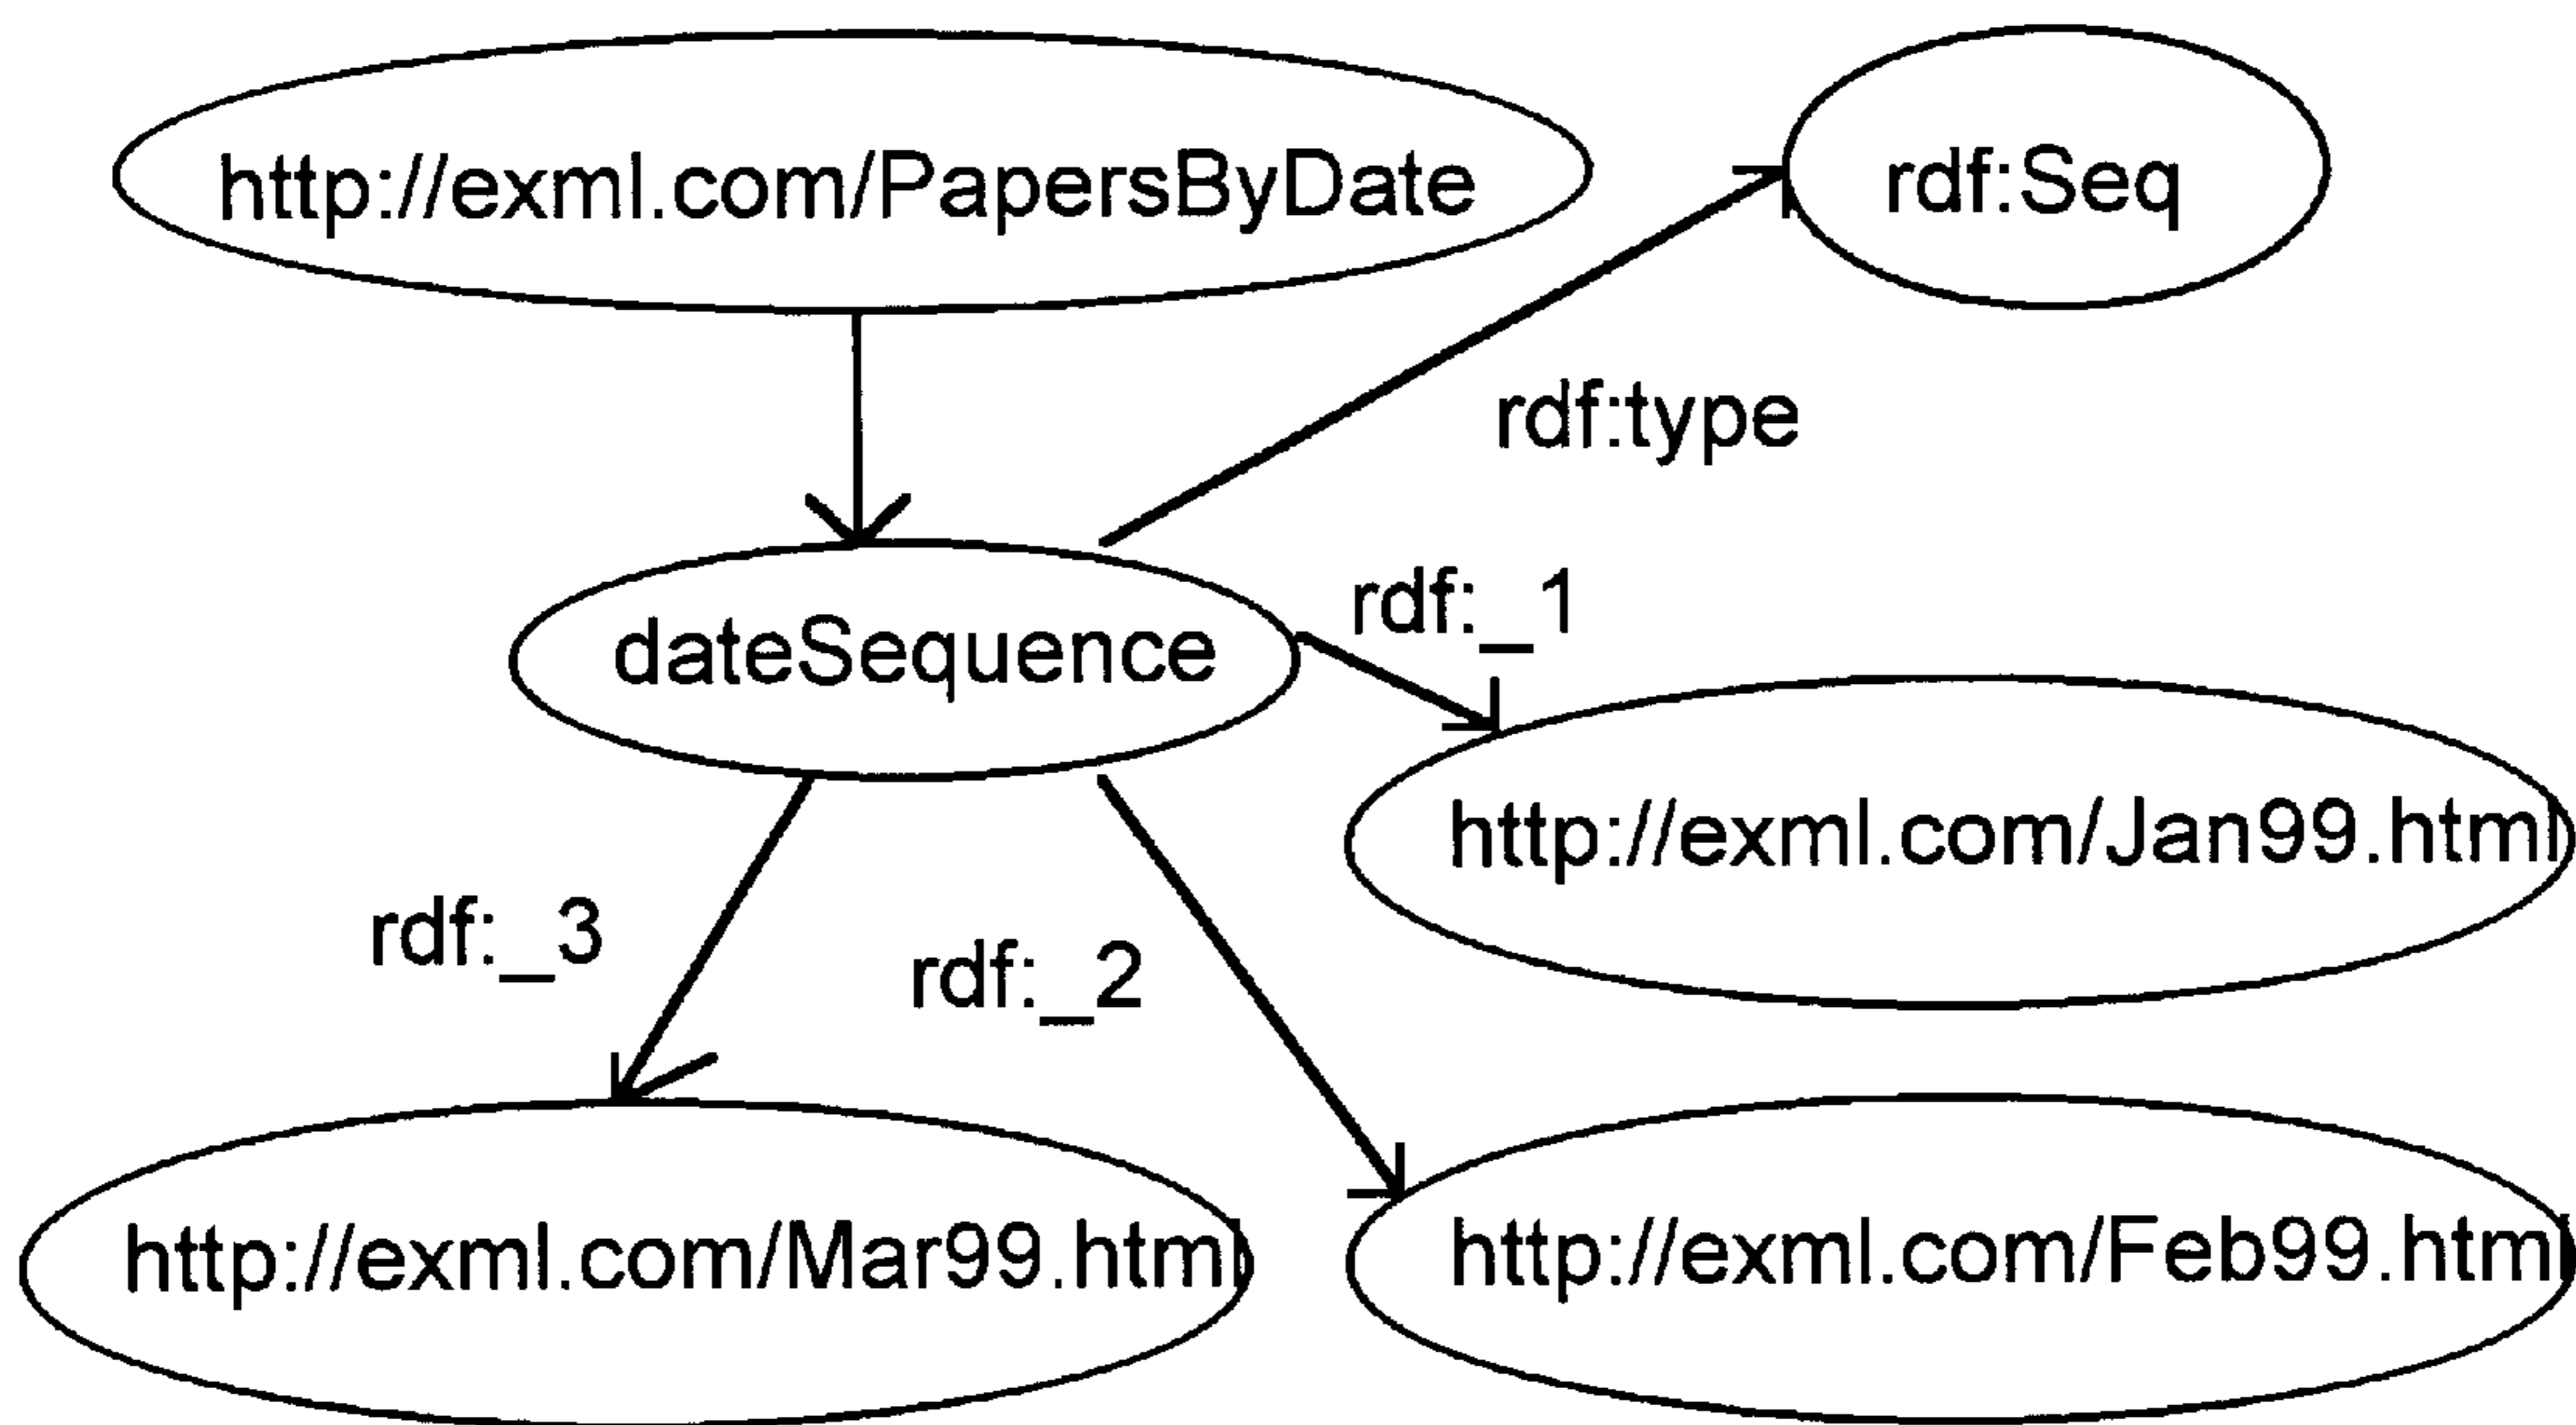 http://exml.com/PapersByDate
rdf:Seq
rdf:type
dateSequence
rdf:_1
http://exml.com/Jan99.html
rdf:_3
rdf:_2
http://exml.com/Mar99.html
http://exml.com/Feb99.html